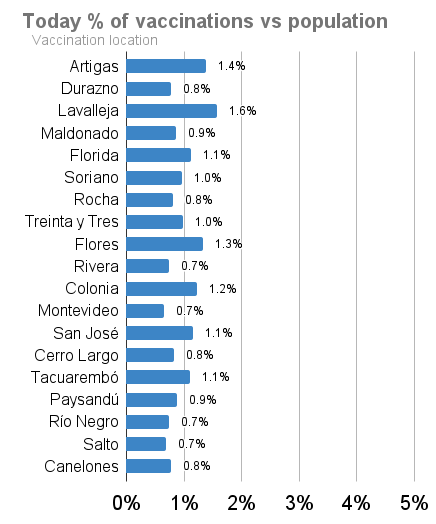 Today % of vaccinations vs population
Vaccination location
Artigas 1.4%
Durazno 0.8%
Lavalleja 1.6%
Maldonado 0.9%
Florida 1.1%
Soriano 1.0%
Rocha 0.8%
Treinta y Tres 1.0%
Flores 1.3%
Rivera 0.7%
Colonia 1.2%
Montevideo 0.7%
San José 1.1%
Cerro Largo 0.8%
Tacuarembó 1.1%
Paysandú 0.9%
Río Negro 0.7%
Salto 0.7%
Canelones 0.8%
0% 1% 2% 3% 4% 5%